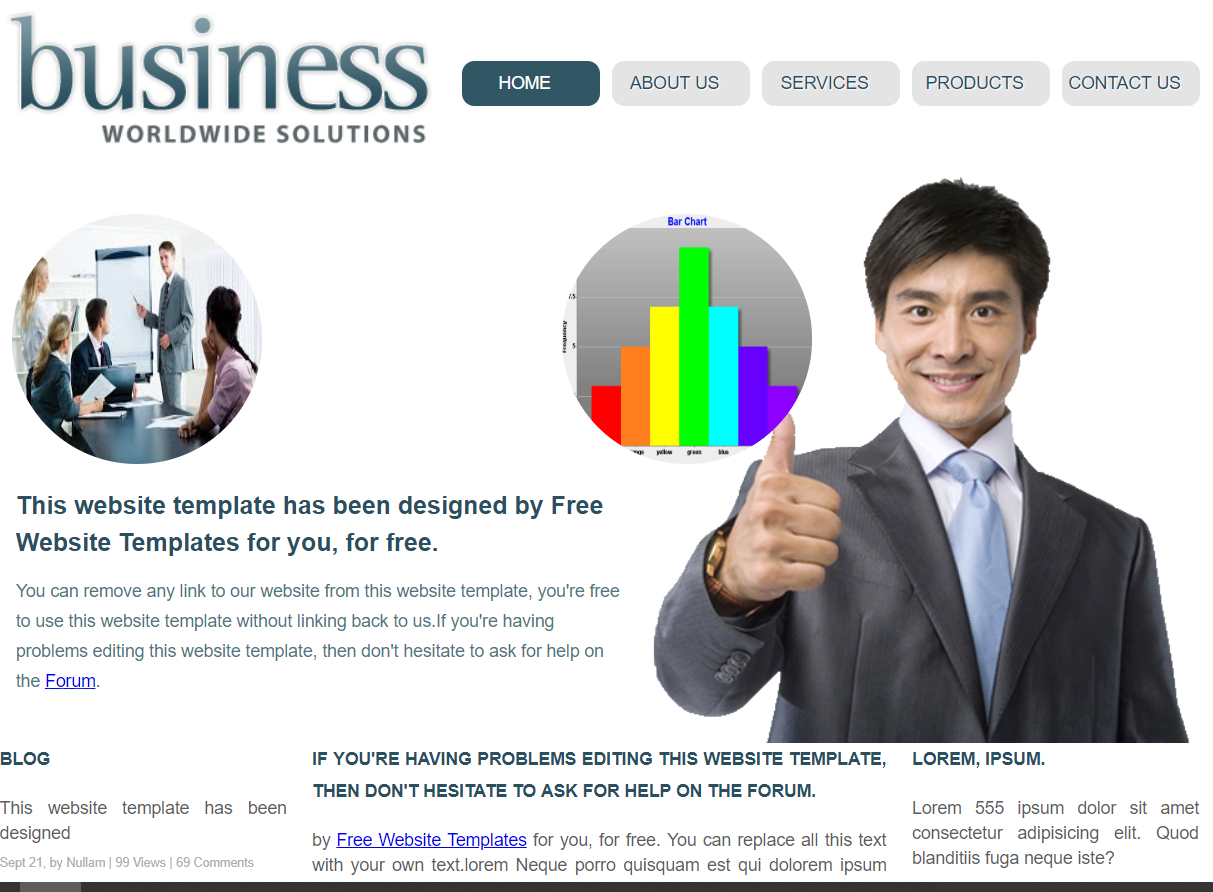 business
WORLDWIDE SOLUTIONS
HOME
ABOUT US
SERVICES
PRODUCTS
CONTACT US
Bar Chart
7.5
5
Frequency
yellow
green
blue
This website template has been designed by Free
Website Templates for you, for free.
You can remove any link to our website from this website template, you're free
to use this website template without linking back to us.If you're having
problems editing this website template, then don't hesitate to ask for help on
the Forum.
BLOG
This website template has been
designed
Sept 21, by Nullam | 99 Views | 69 Comments
IF YOU'RE HAVING PROBLEMS EDITING THIS WEBSITE TEMPLATE,
THEN DON'T HESITATE TO ASK FOR HELP ON THE FORUM.
by Free Website Templates for you, for free. You can replace all this text
with your own text.lorem Neque porro quisquam est qui dolorem ipsum
LOREM, IPSUM.
Lorem 555 ipsum dolor sit amet
consectetur adipisicing elit. Quod
blanditiis fuga neque iste?